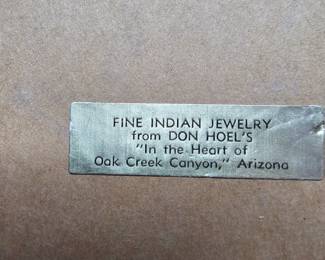 FINE INDIAN JEWELRY
from DON HOEL'S
"In the Heart of
Oak Creek Canyon," Arizona